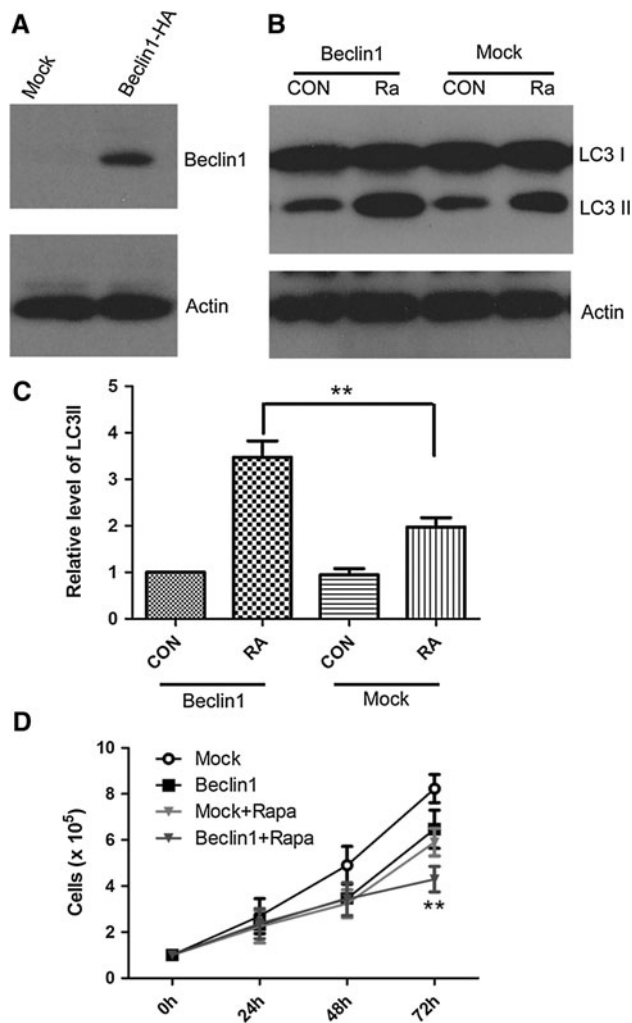 A
Mock
Beclin1-HA
Beclin1
Actin
B
Beclin1 Mock
CON Ra CON Ra
LC3 I
LC3 II
Actin
C
Relative level of LC3II
5
4
3
2
1
0
**
CON RA CON RA
Beclin1 Mock
D
Cells (x 10⁵)
10
8
6
4
2
0
Mock
Beclin1
Mock+Rapa
Beclin1+Rapa
**
0h 24h 48h 72h